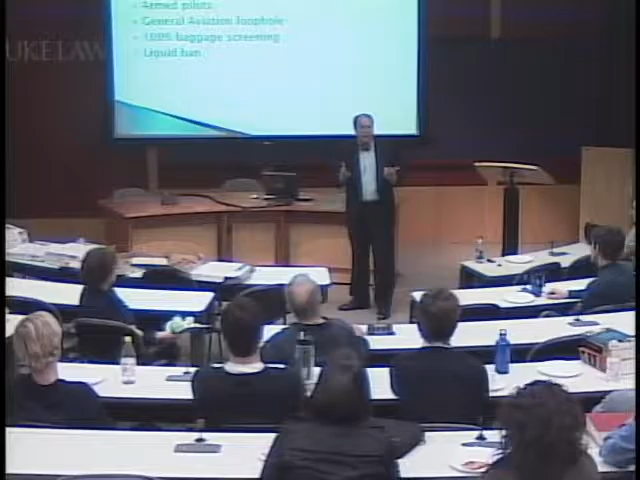 Armed pilots
General Aviation loophole
100% baggage screening
Liquid ban
UKELAW